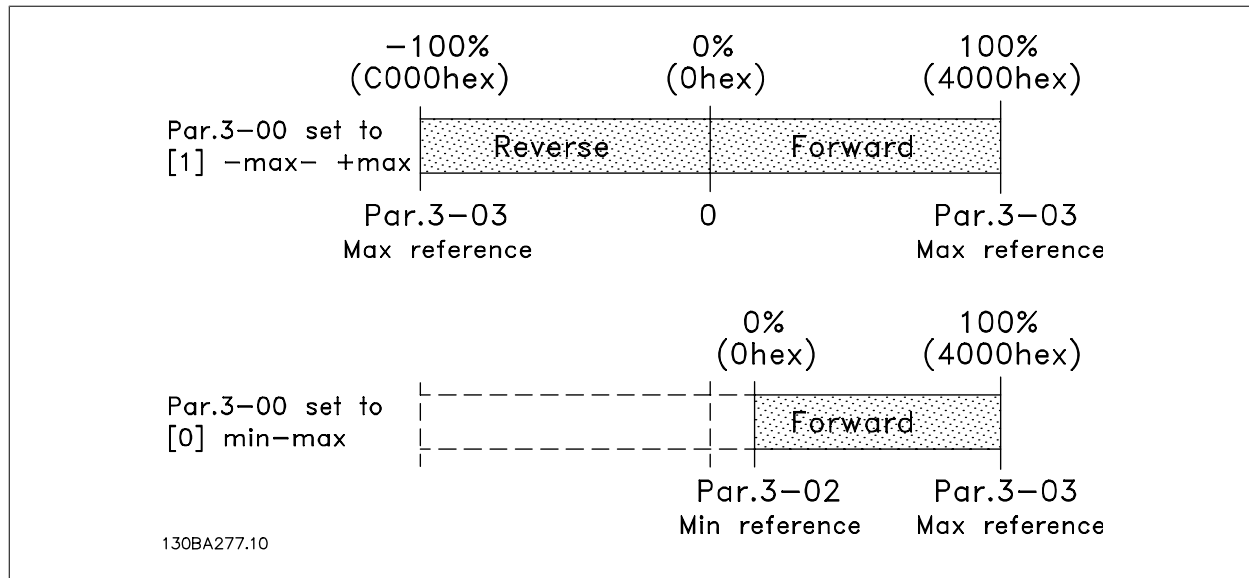 -100% 0% 100%
(C000hex) (0hex) (4000hex)
Par.3-00 set to
[1] -max- +max
Reverse Forward
Par.3-03 0 Par.3-03
Max reference Max reference
0% 100%
(0hex) (4000hex)
Par.3-00 set to
[0] min-max
Forward
Par.3-02 Par.3-03
Min reference Max reference
130BA277.10